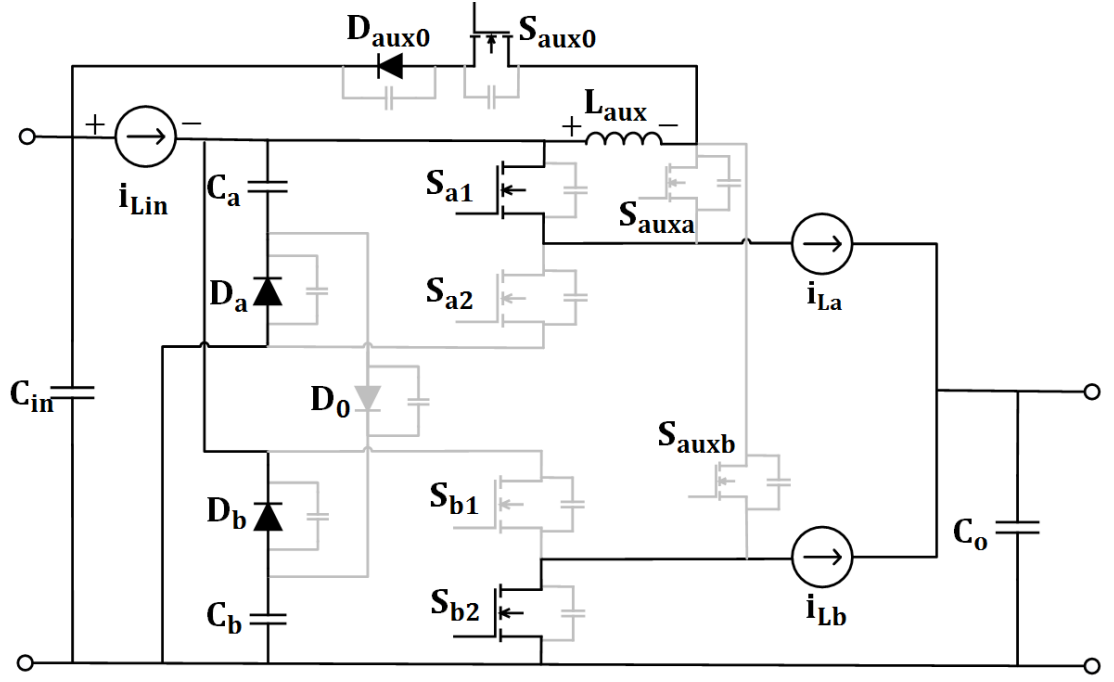 D_aux0
S_aux0
L_aux
+
−
+
−
i_Lin
C_a
S_a1
S_auxa
D_a
S_a2
i_La
C_in
D_0
S_auxb
D_b
S_b1
C_o
C_b
S_b2
i_Lb